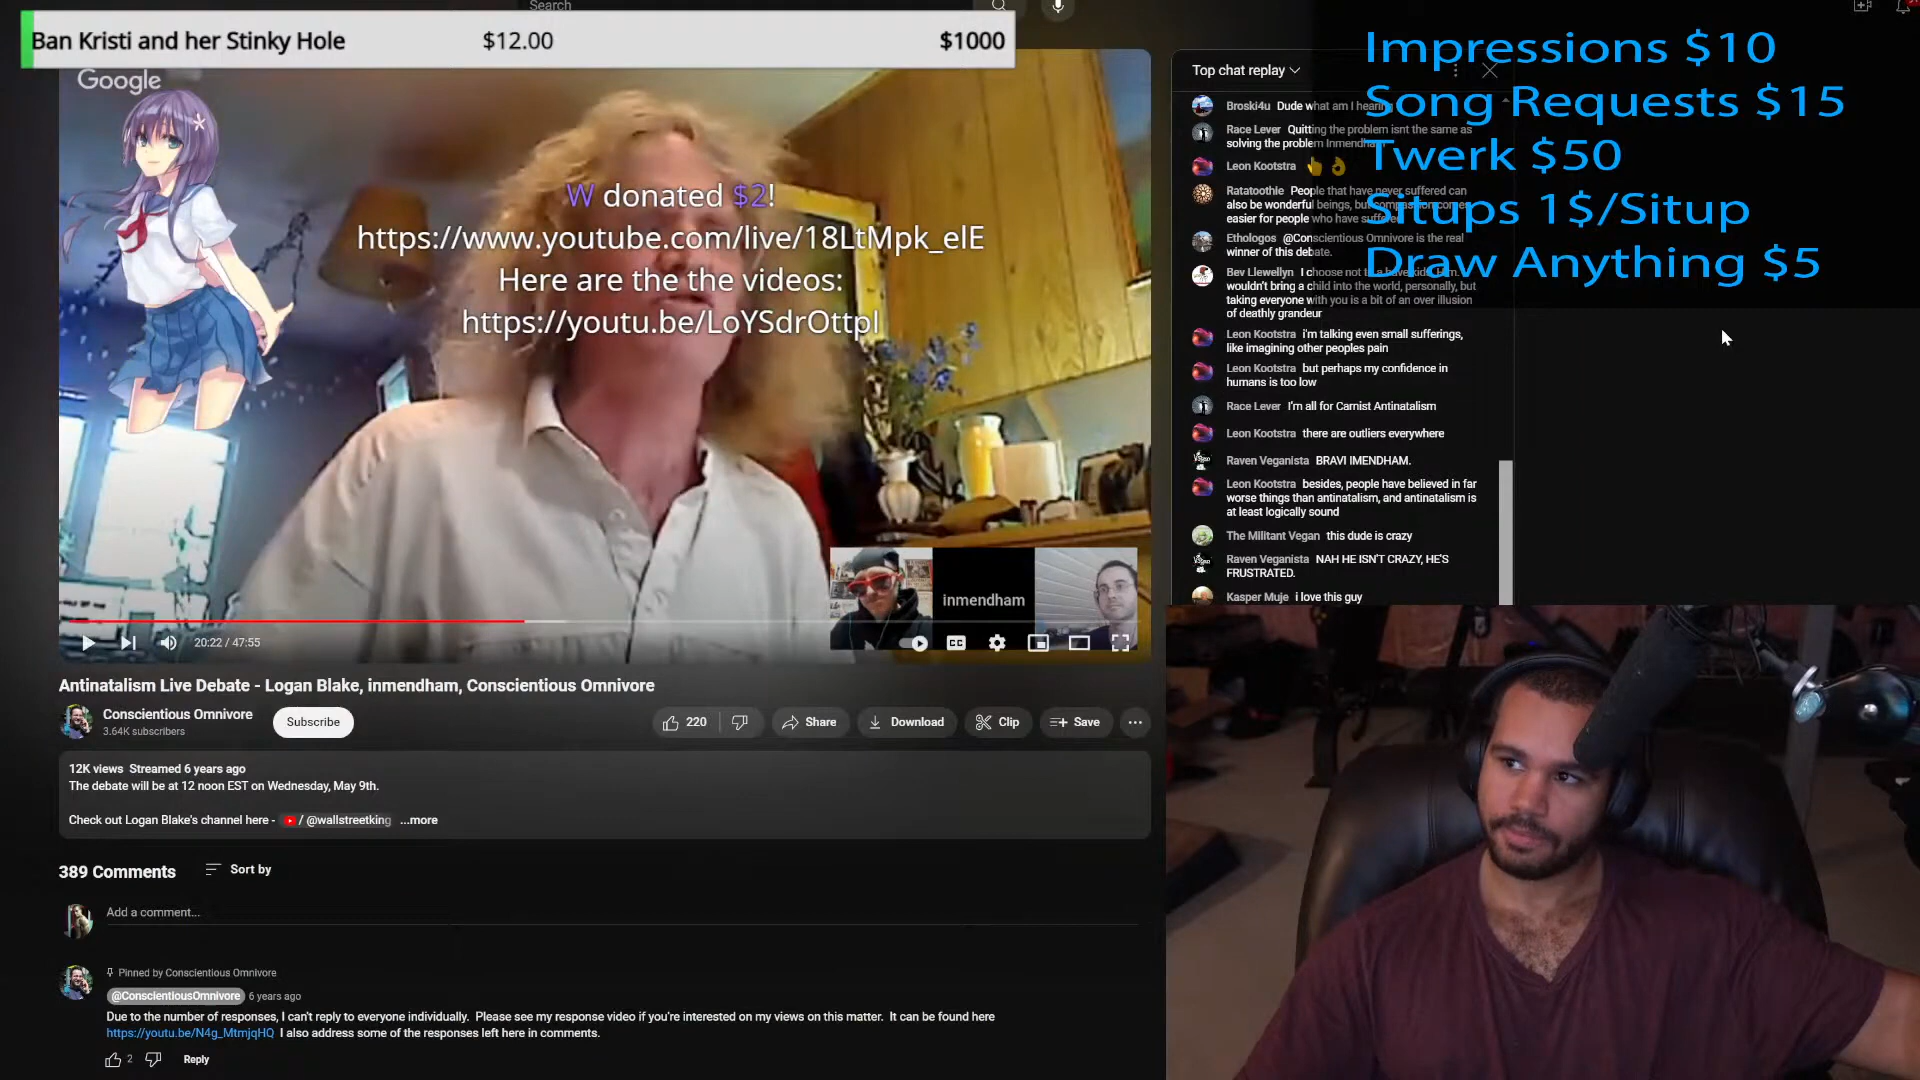 Search
Ban Kristi and her Stinky Hole $12.00 $1000
Google
W donated $2!
https://www.youtube.com/live/18LtMpk_elE
Here are the the videos:
https://youtu.be/LoYSdrOttpI
inmendham
20:22 / 47:55
CC
Antinatalism Live Debate - Logan Blake, inmendham, Conscientious Omnivore
Conscientious Omnivore
3.64K subscribers
Subscribe
220
Share
Download
Clip
Save
12K views Streamed 6 years ago
The debate will be at 12 noon EST on Wednesday, May 9th.
Check out Logan Blake's channel here - / @wallstreetking ...more
389 Comments
Sort by
Add a comment...
Pinned by Conscientious Omnivore
@ConscientiousOmnivore 6 years ago
Due to the number of responses, I can't reply to everyone individually. Please see my response video if you're interested on my views on this matter. It can be found here
https://youtu.be/N4g_MtmjqHQ I also address some of the responses left here in comments.
2
Reply
Top chat replay
Broski4u Dude what am I hearing
Race Lever Quitting the problem isnt the same as
solving the problem Inmendham
Leon Kootstra
Ratatoothie People that have never suffered can
also be wonderful beings, but compassion comes
easier for people who have suffered
Ethologos @Conscientious Omnivore is the real
winner of this debate.
Bev Llewellyn I choose not to have kids
wouldn't bring a child into the world, personally, but
taking everyone with you is a bit of an over illusion
of deathly grandeur
Leon Kootstra i'm talking even small sufferings,
like imagining other peoples pain
Leon Kootstra but perhaps my confidence in
humans is too low
Race Lever I'm all for Carnist Antinatalism
Leon Kootstra there are outliers everywhere
Raven Veganista BRAVI IMENDHAM.
Leon Kootstra besides, people have believed in far
worse things than antinatalism, and antinatalism is
at least logically sound
The Militant Vegan this dude is crazy
Raven Veganista NAH HE ISN'T CRAZY, HE'S
FRUSTRATED.
Kasper Muje i love this guy
Impressions $10
Song Requests $15
Twerk $50
Situps 1$/Situp
Draw Anything $5